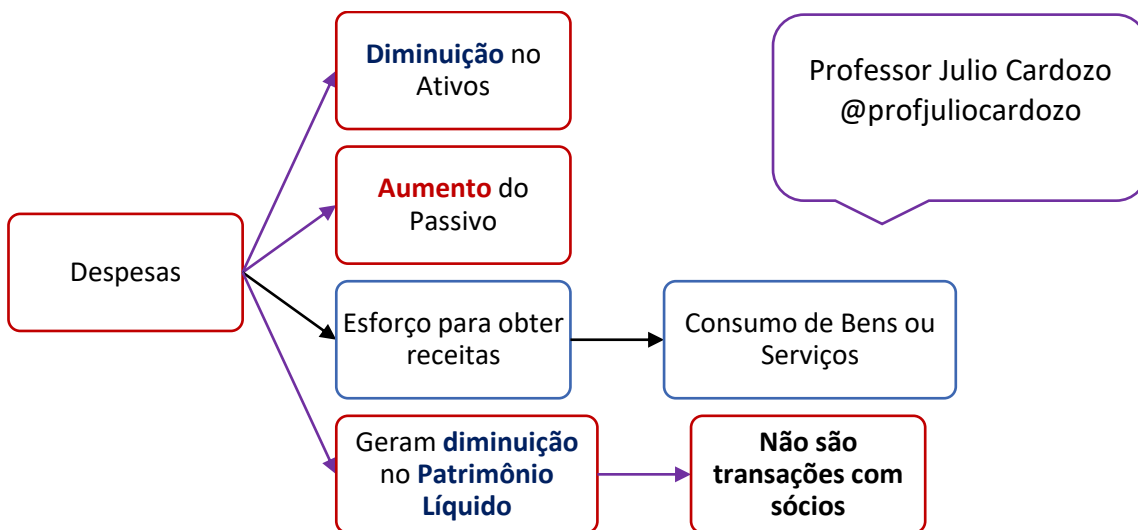 Diminuição no
Ativos
Professor Julio Cardozo
@profjuliocardozo
Aumento do
Passivo
Despesas
Esforço para obter
receitas
Consumo de Bens ou
Serviços
Geram diminuição
no Patrimônio
Líquido
Não são
transações com
sócios